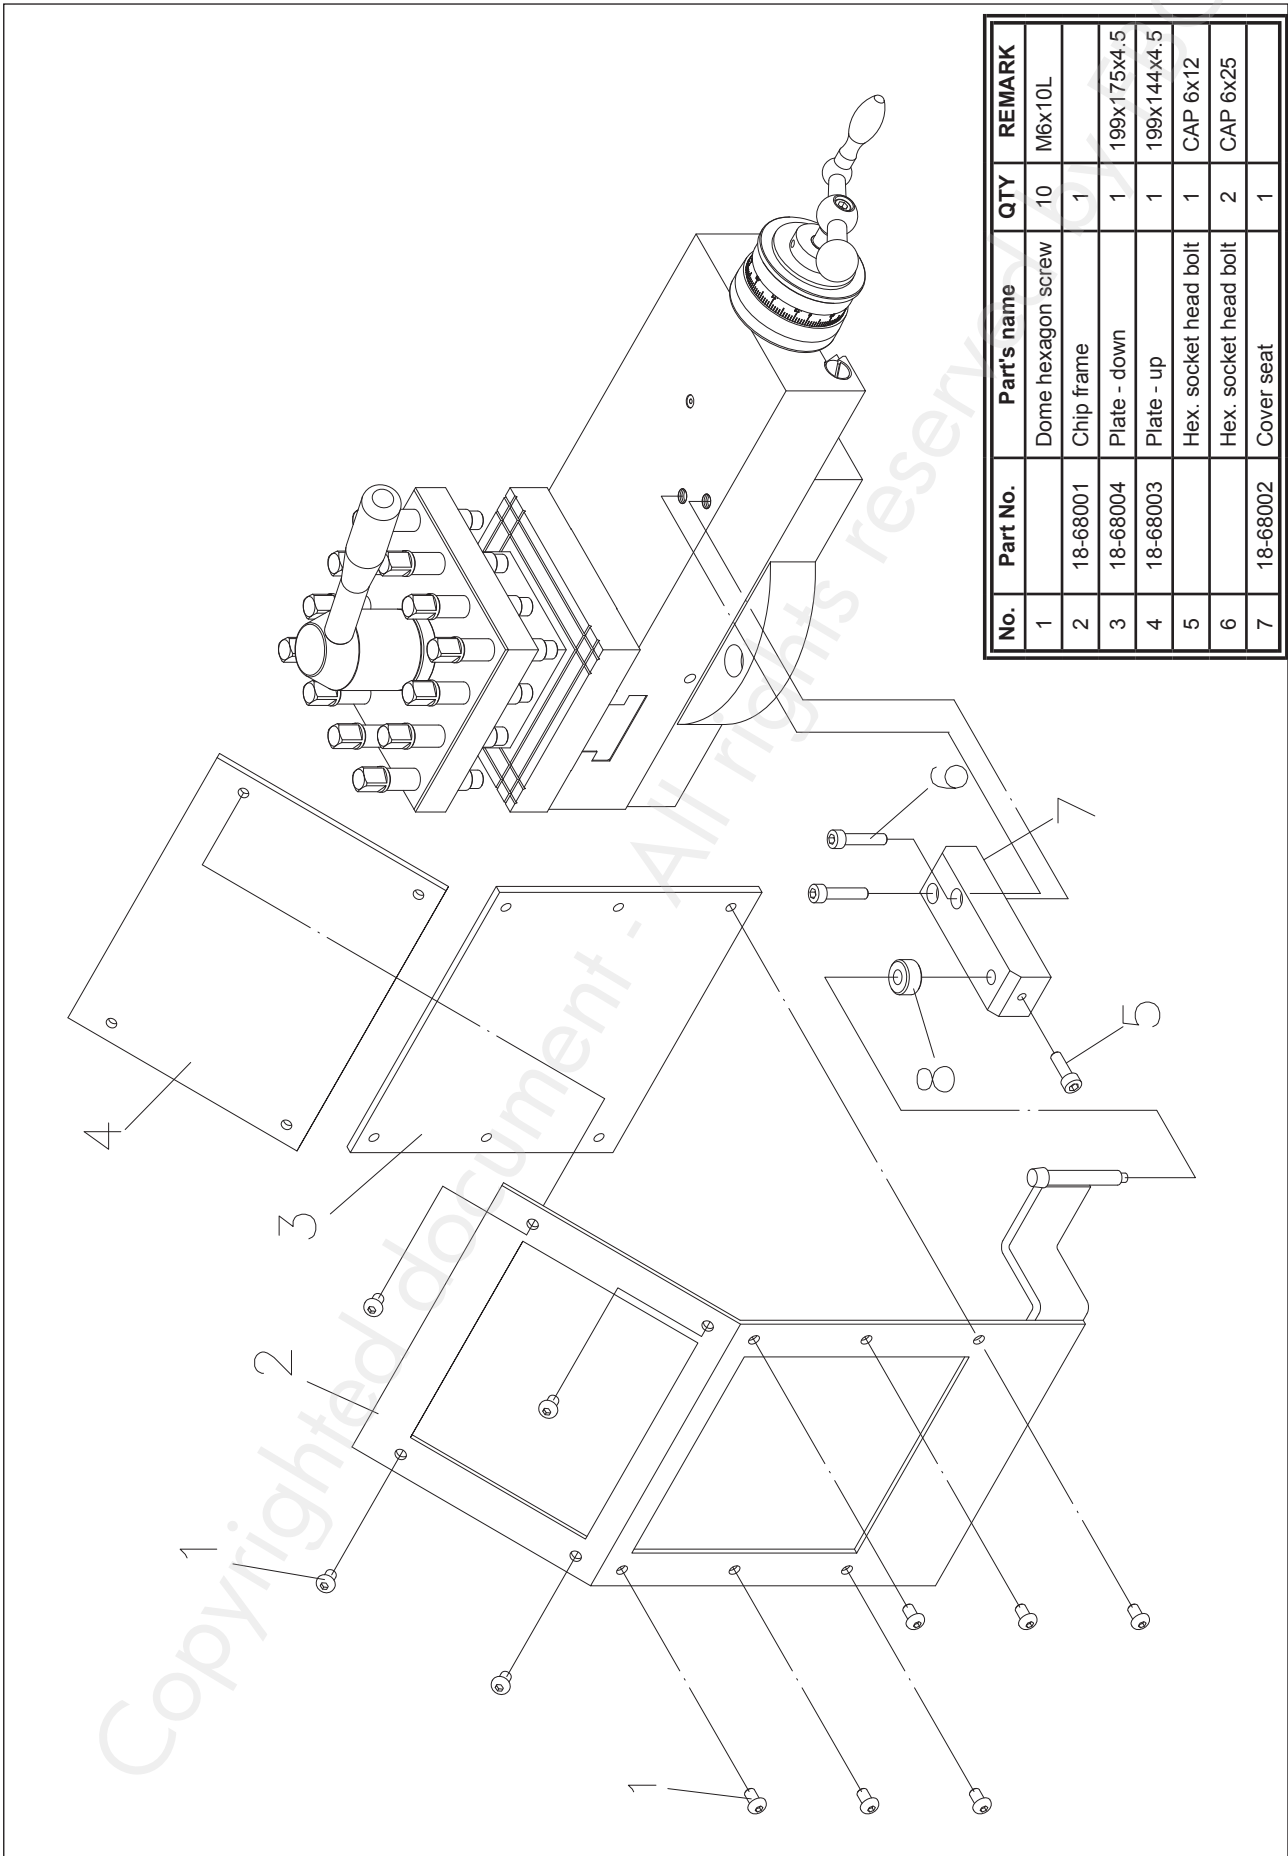 No. Part No. Part's name QTY REMARK
1 Dome hexagon screw 10 M6x10L
2 18-68001 Chip frame 1
3 18-68004 Plate - down 1 199x175x4.5
4 18-68003 Plate - up 1 199x144x4.5
5 Hex. socket head bolt 1 CAP 6x12
6 Hex. socket head bolt 2 CAP 6x25
7 18-68002 Cover seat 1
4
3
2
1
1
6
7
8
5
Copyrighted document - All rights reserved by FBC